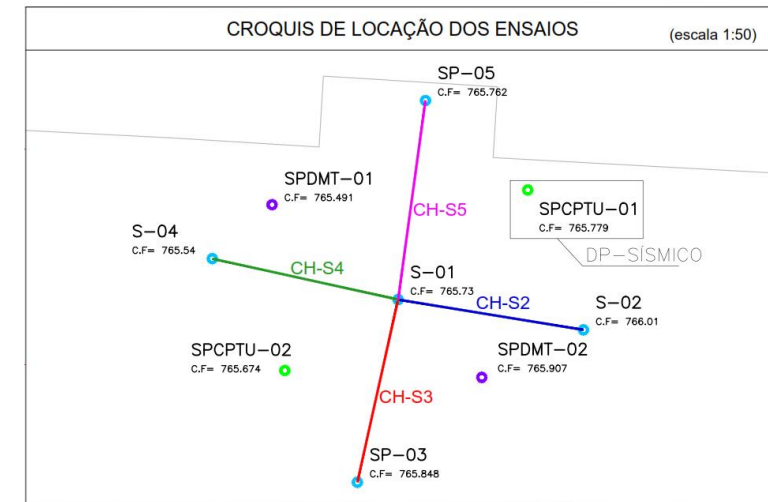 CROQUIS DE LOCAÇÃO DOS ENSAIOS
(escala 1:50)
SP-05
C.F= 765.762
SPDMT-01
C.F= 765.491
CH-S5
SPCPTU-01
C.F= 765.779
DP-SÍSMICO
S-04
C.F= 765.54
CH-S4
S-01
C.F= 765.73
CH-S2
S-02
C.F= 766.01
SPCPTU-02
C.F= 765.674
SPDMT-02
C.F= 765.907
CH-S3
SP-03
C.F= 765.848